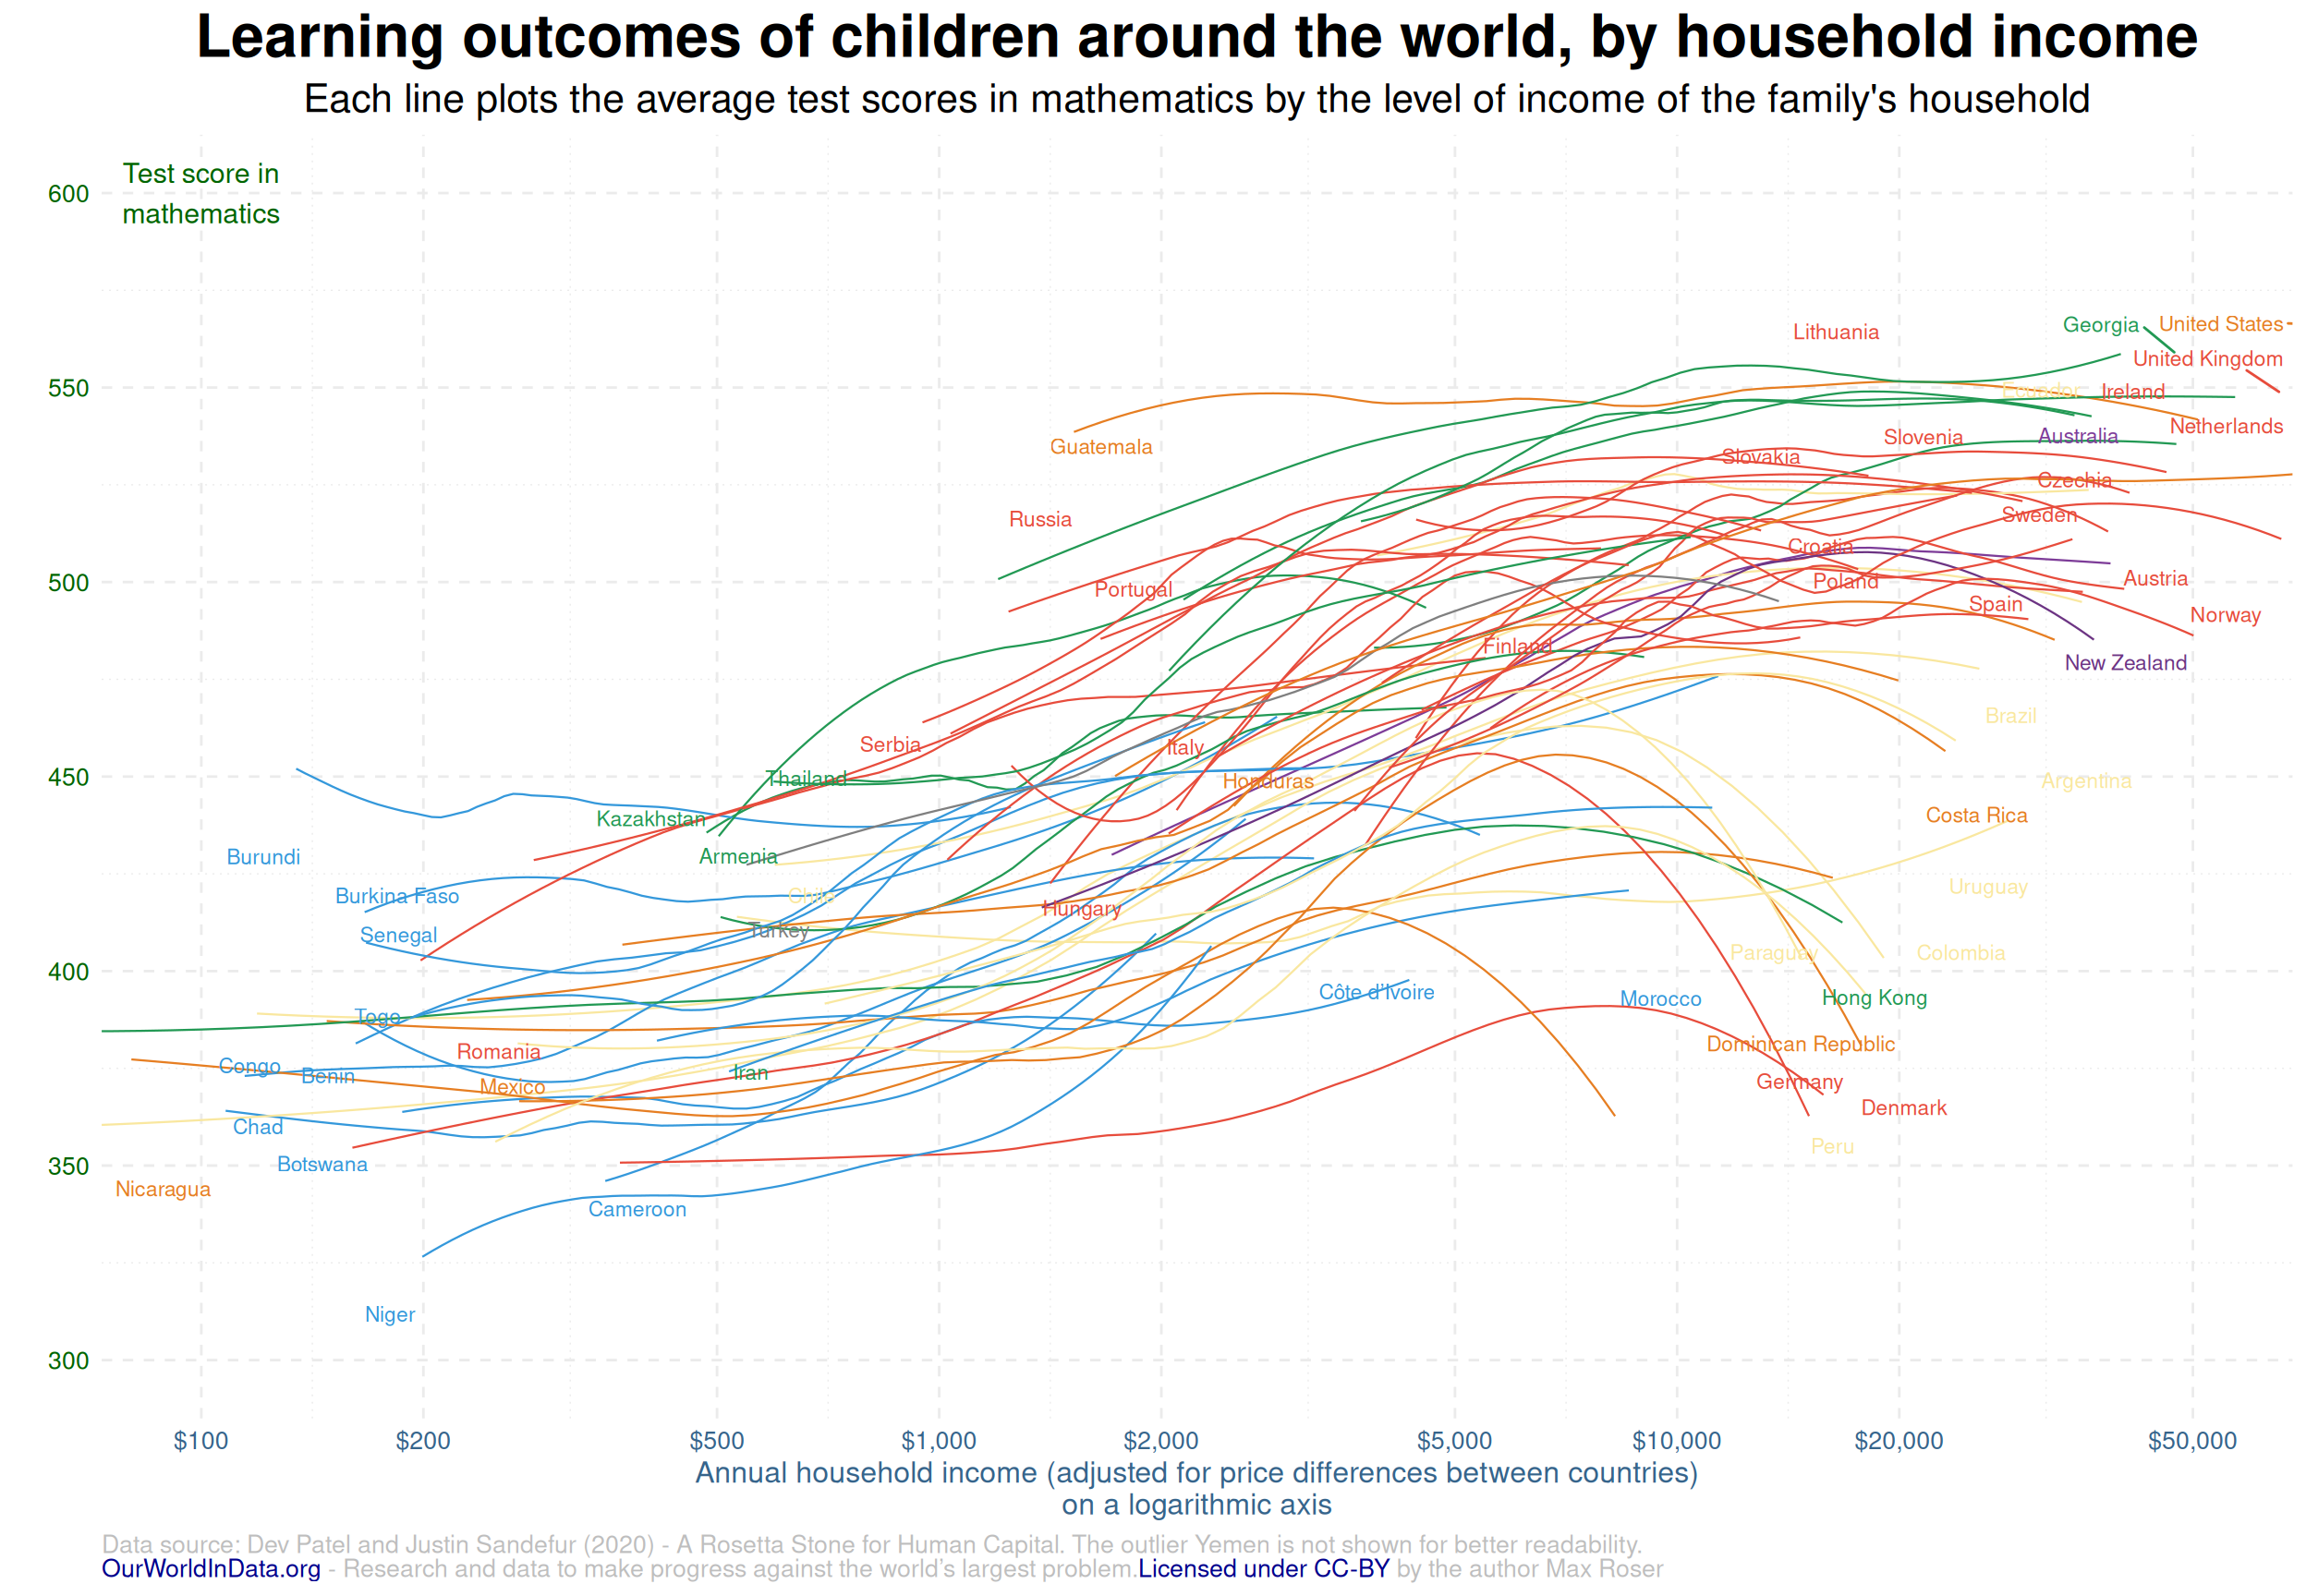 Learning outcomes of children around the world, by household income
Each line plots the average test scores in mathematics by the level of income of the family's household
Test score in
mathematics
600
550
500
450
400
350
300
Lithuania
Georgia
United States
United Kingdom
Ecuador
Ireland
Guatemala
Slovenia
Australia
Netherlands
Slovakia
Czechia
Russia
Sweden
Croatia
Portugal
Poland
Austria
Spain
Norway
Finland
New Zealand
Brazil
Serbia
Italy
Thailand
Honduras
Argentina
Kazakhstan
Costa Rica
Burundi
Armenia
Burkina Faso
Chile
Uruguay
Hungary
Senegal
Turkey
Paraguay
Colombia
Côte d'Ivoire
Morocco
Hong Kong
Togo
Romania
Dominican Republic
Congo
Benin
Mexico
Iran
Germany
Denmark
Chad
Peru
Botswana
Nicaragua
Cameroon
Niger
$100
$200
$500
$1,000
$2,000
$5,000
$10,000
$20,000
$50,000
Annual household income (adjusted for price differences between countries)
on a logarithmic axis
Data source: Dev Patel and Justin Sandefur (2020) - A Rosetta Stone for Human Capital. The outlier Yemen is not shown for better readability.
OurWorldInData.org - Research and data to make progress against the world's largest problem.Licensed under CC-BY by the author Max Roser